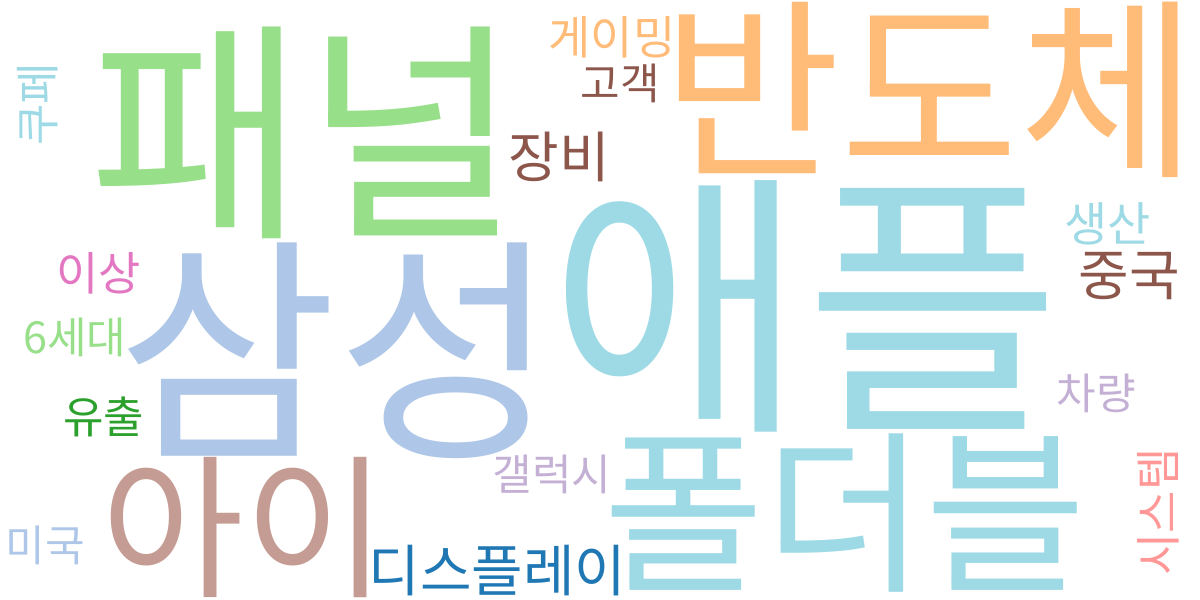 쿠페
패널
게이밍
고객
반도체
장비
생산
중국
이상
6세대
삼성
애플
유출
차량
미국
아이
갤럭시
폴더블
시스템
디스플레이